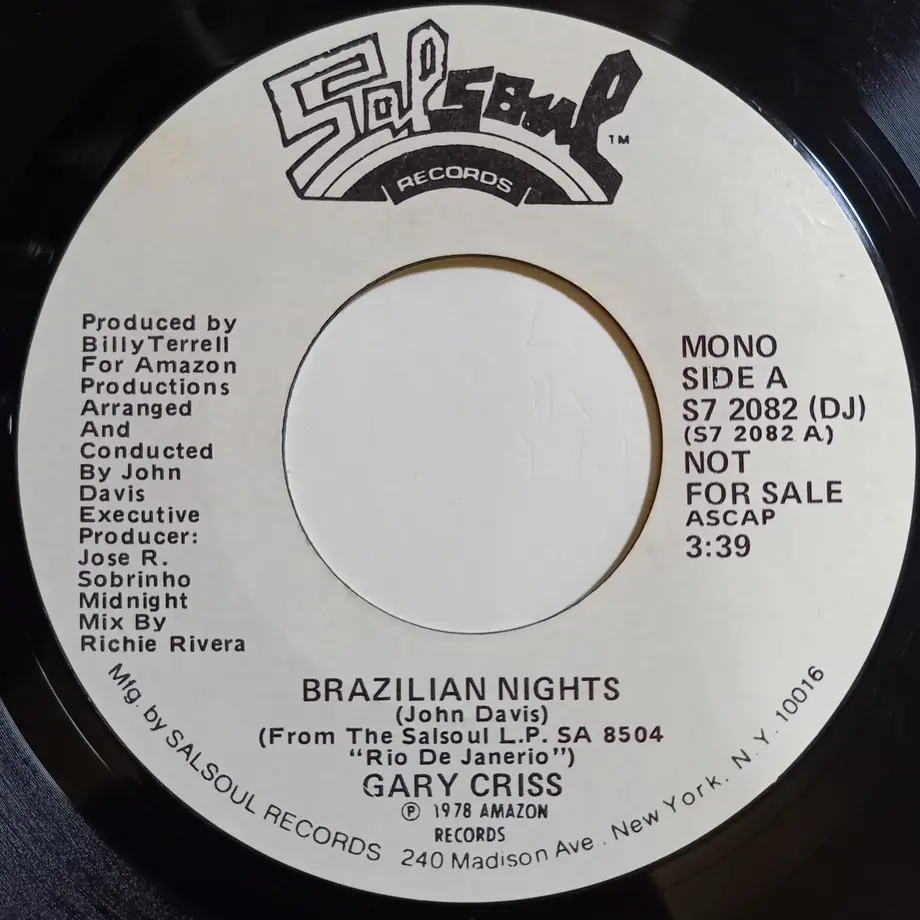 Salsoul
TM
RECORDS
Produced by
Billy Terrell
For Amazon
Productions
Arranged
And
Conducted
By John
Davis
Executive
Producer:
Jose R.
Sobrinho
Midnight
Mix By
Richie Rivera
MONO
SIDE A
S7 2082 (DJ)
(S7 2082 A)
NOT
FOR SALE
ASCAP
3:39
BRAZILIAN NIGHTS
(John Davis)
(From The Salsoul L.P. SA 8504
“Rio De Janerio”)
GARY CRISS
Ⓟ 1978 AMAZON
RECORDS
Mfg. by SALSOUL RECORDS 240 Madison Ave., New York. N.Y. 10016